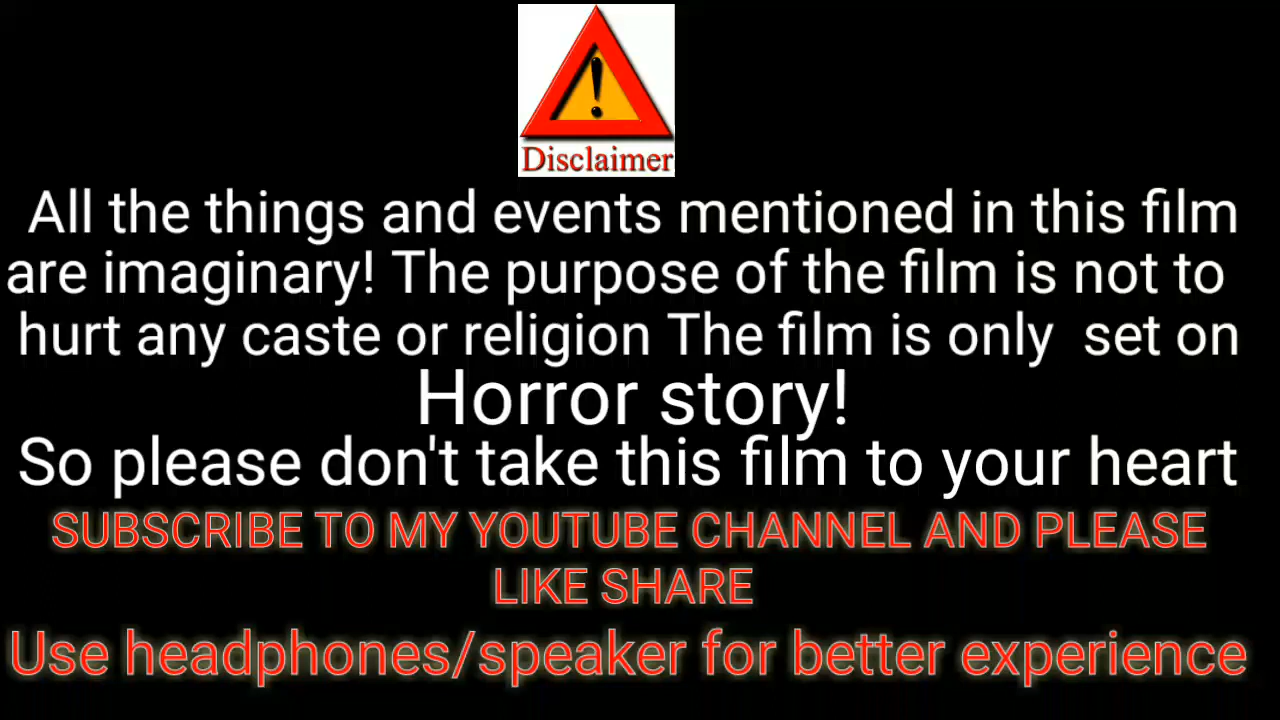 Disclaimer
All the things and events mentioned in this film
are imaginary! The purpose of the film is not to
hurt any caste or religion The film is only set on
Horror story!
So please don't take this film to your heart
SUBSCRIBE TO MY YOUTUBE CHANNEL AND PLEASE
LIKE SHARE
Use headphones/speaker for better experience